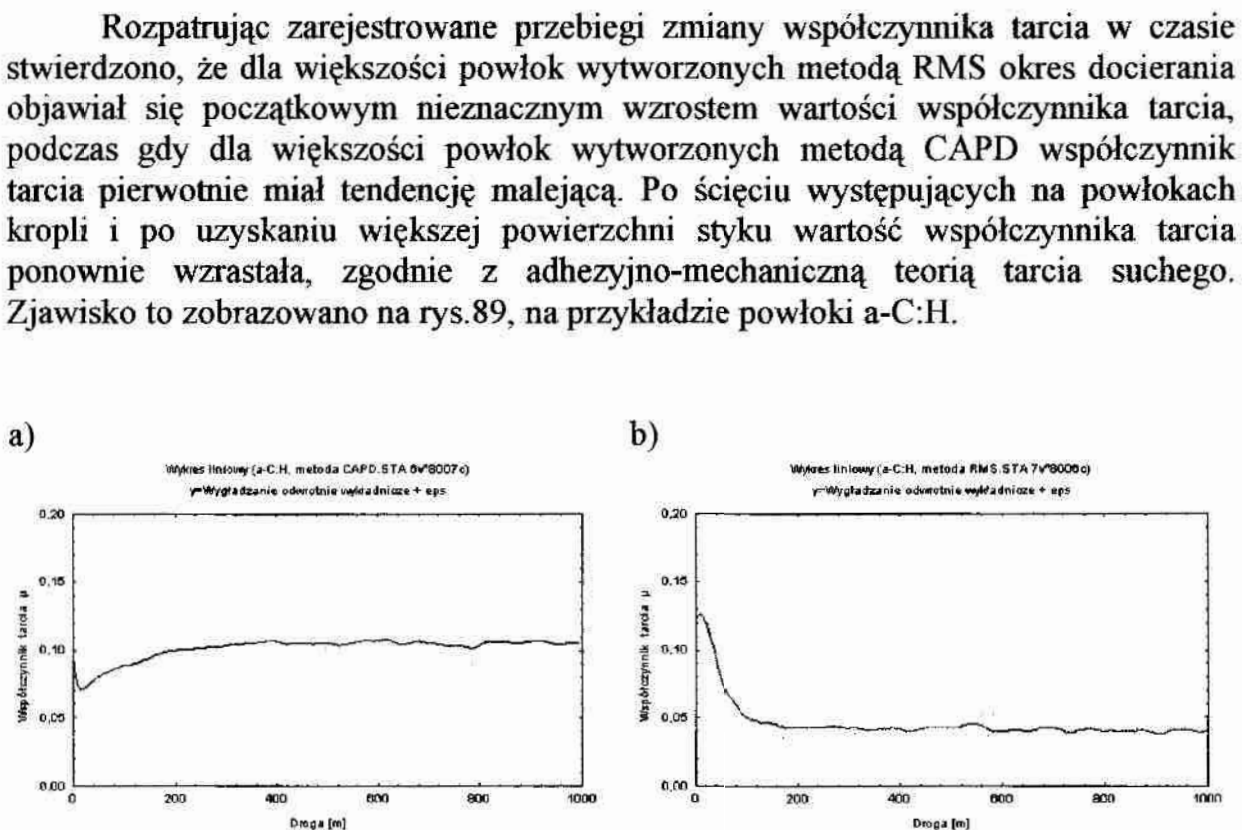 Rozpatrując zarejestrowane przebiegi zmiany współczynnika tarcia w czasie
stwierdzono, że dla większości powłok wytworzonych metodą RMS okres docierania
objawiał się początkowym nieznacznym wzrostem wartości współczynnika tarcia,
podczas gdy dla większości powłok wytworzonych metodą CAPD współczynnik
tarcia pierwotnie miał tendencję malejącą. Po ścięciu występujących na powłokach
kropli i po uzyskaniu większej powierzchni styku wartość współczynnika tarcia
ponownie wzrastała, zgodnie z adhezyjno-mechaniczną teorią tarcia suchego.
Zjawisko to zobrazowano na rys.89, na przykładzie powłoki a-C:H.
a)
Wykres liniowy (a-C:H, metoda CAPD.STA 6v*8007c)
y=Wygładzanie odwrotnie wykładnicze + eps
0,20
0,15
0,10
0,05
0,00
Współczynnik tarcia µ
0 200 400 600 800 1000
Droga [m]
b)
Wykres liniowy (a-C:H, metoda RMS.STA 7v*8006c)
y=Wygładzanie odwrotnie wykładnicze + eps
0,20
0,15
0,10
0,05
0,00
Współczynnik tarcia µ
0 200 400 600 800 1000
Droga [m]